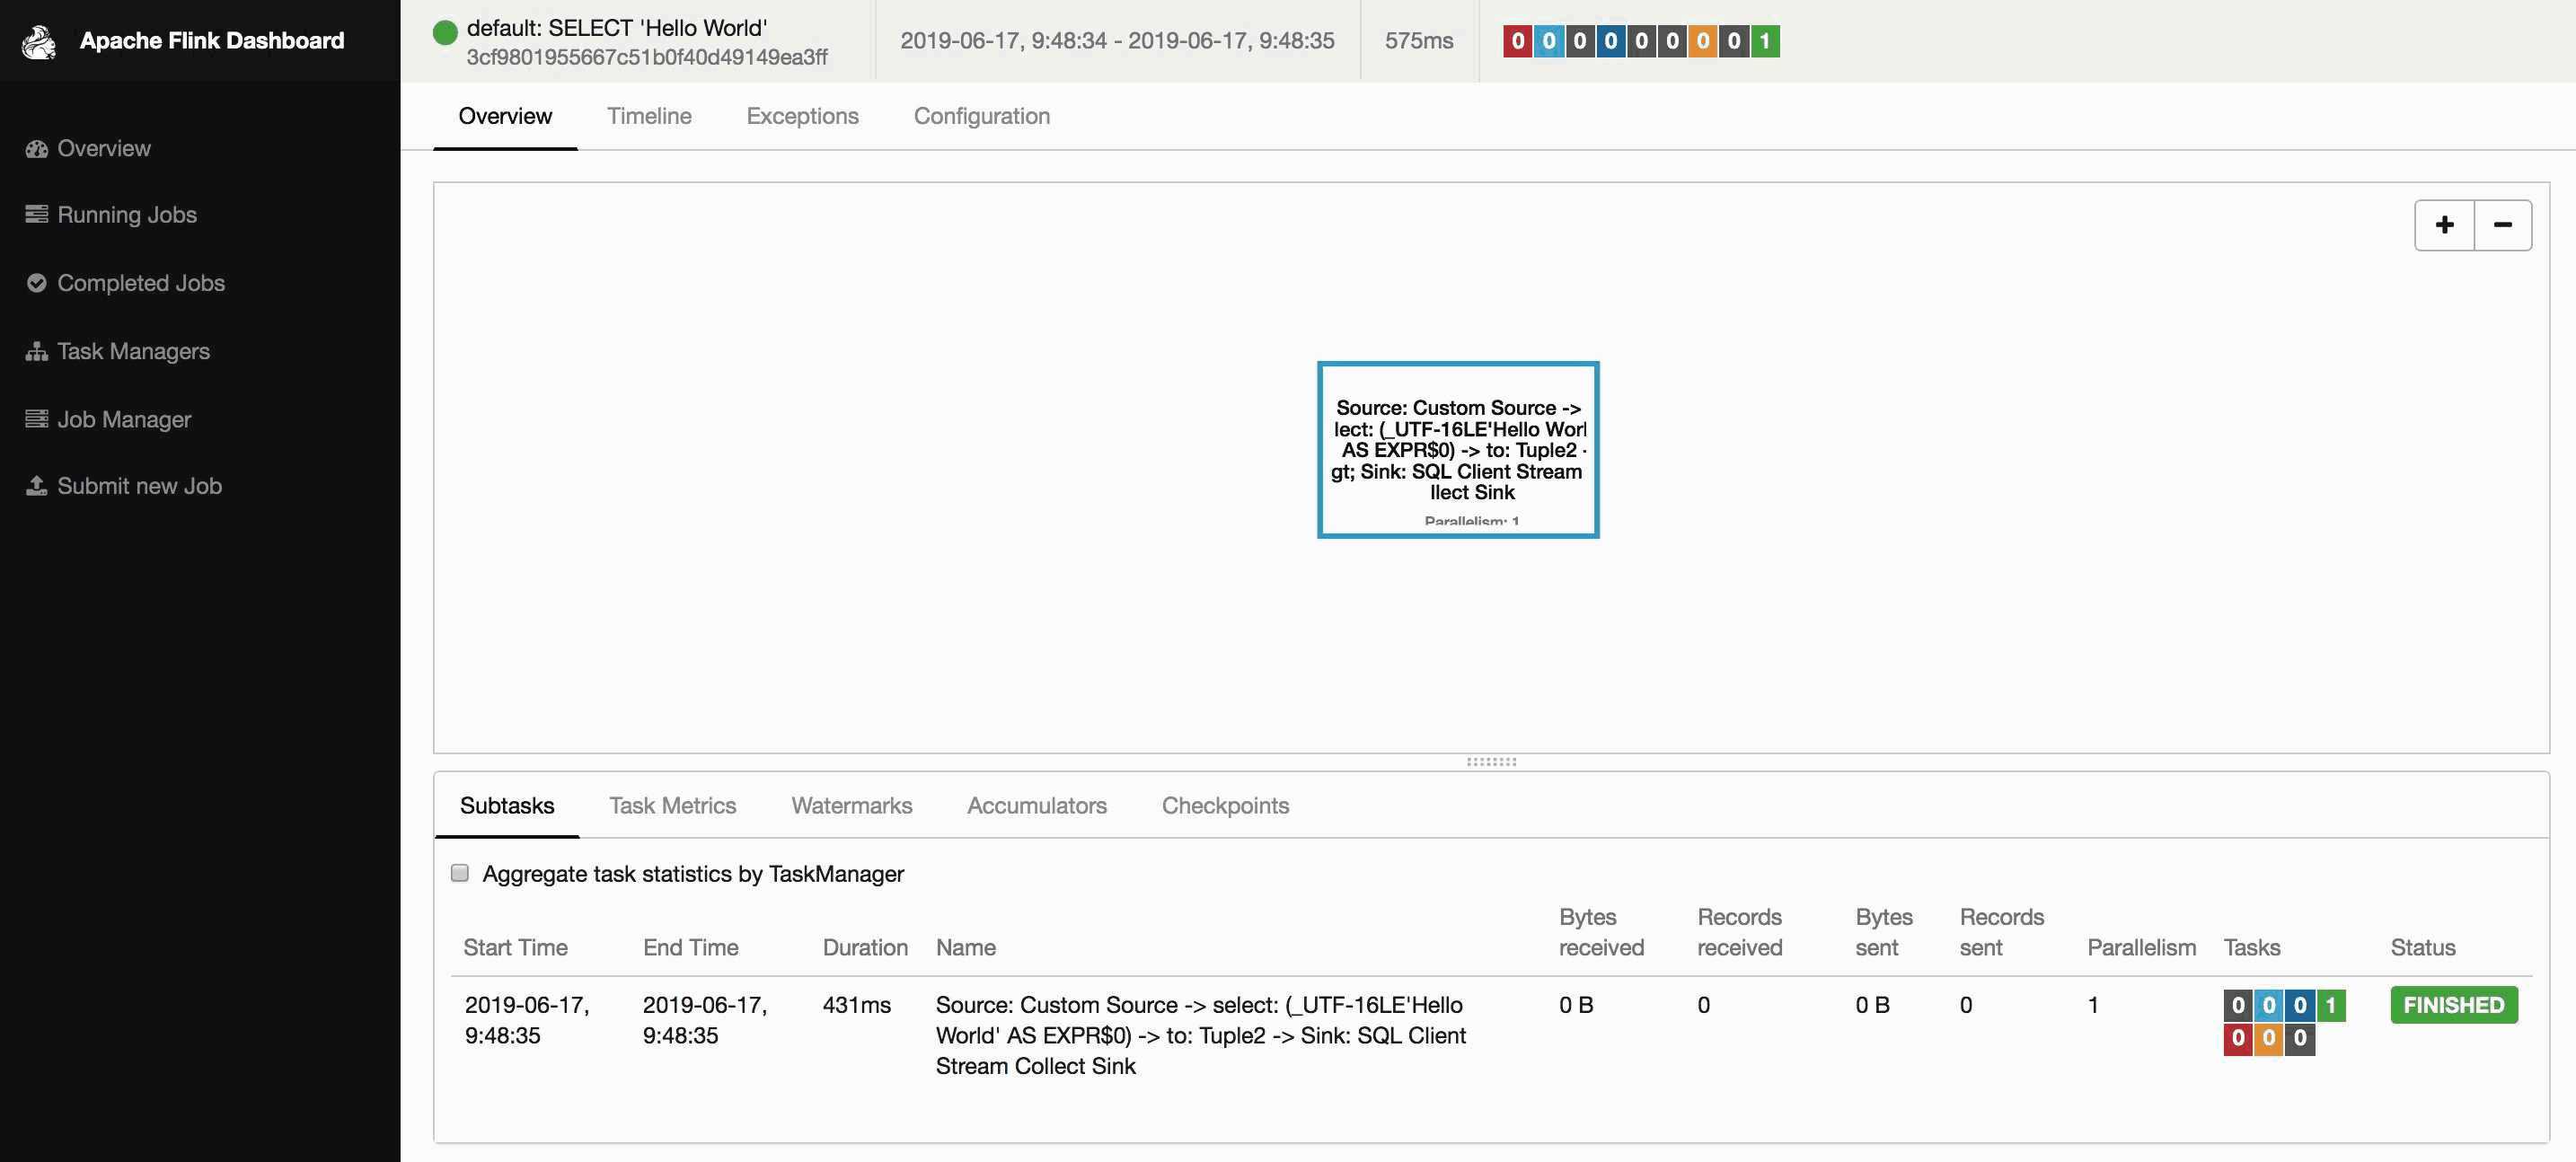 Apache Flink Dashboard
Overview
Running Jobs
Completed Jobs
Task Managers
Job Manager
Submit new Job
default: SELECT 'Hello World'
3cf9801955667c51b0f40d49149ea3ff
2019-06-17, 9:48:34 - 2019-06-17, 9:48:35
575ms
0 0 0 0 0 0 0 0 1
Overview Timeline Exceptions Configuration
+ −
Source: Custom Source ->
lect: (_UTF-16LE'Hello Worl
AS EXPR$0) -> to: Tuple2 -
gt; Sink: SQL Client Stream
llect Sink
Parallelism: 1
Subtasks Task Metrics Watermarks Accumulators Checkpoints
Aggregate task statistics by TaskManager
Start Time
End Time
Duration
Name
Bytes
received
Records
received
Bytes
sent
Records
sent
Parallelism
Tasks
Status
2019-06-17,
9:48:35
2019-06-17,
9:48:35
431ms
Source: Custom Source -> select: (_UTF-16LE'Hello
World' AS EXPR$0) -> to: Tuple2 -> Sink: SQL Client
Stream Collect Sink
0 B
0
0 B
0
1
0 0 0 1
0 0 0
FINISHED